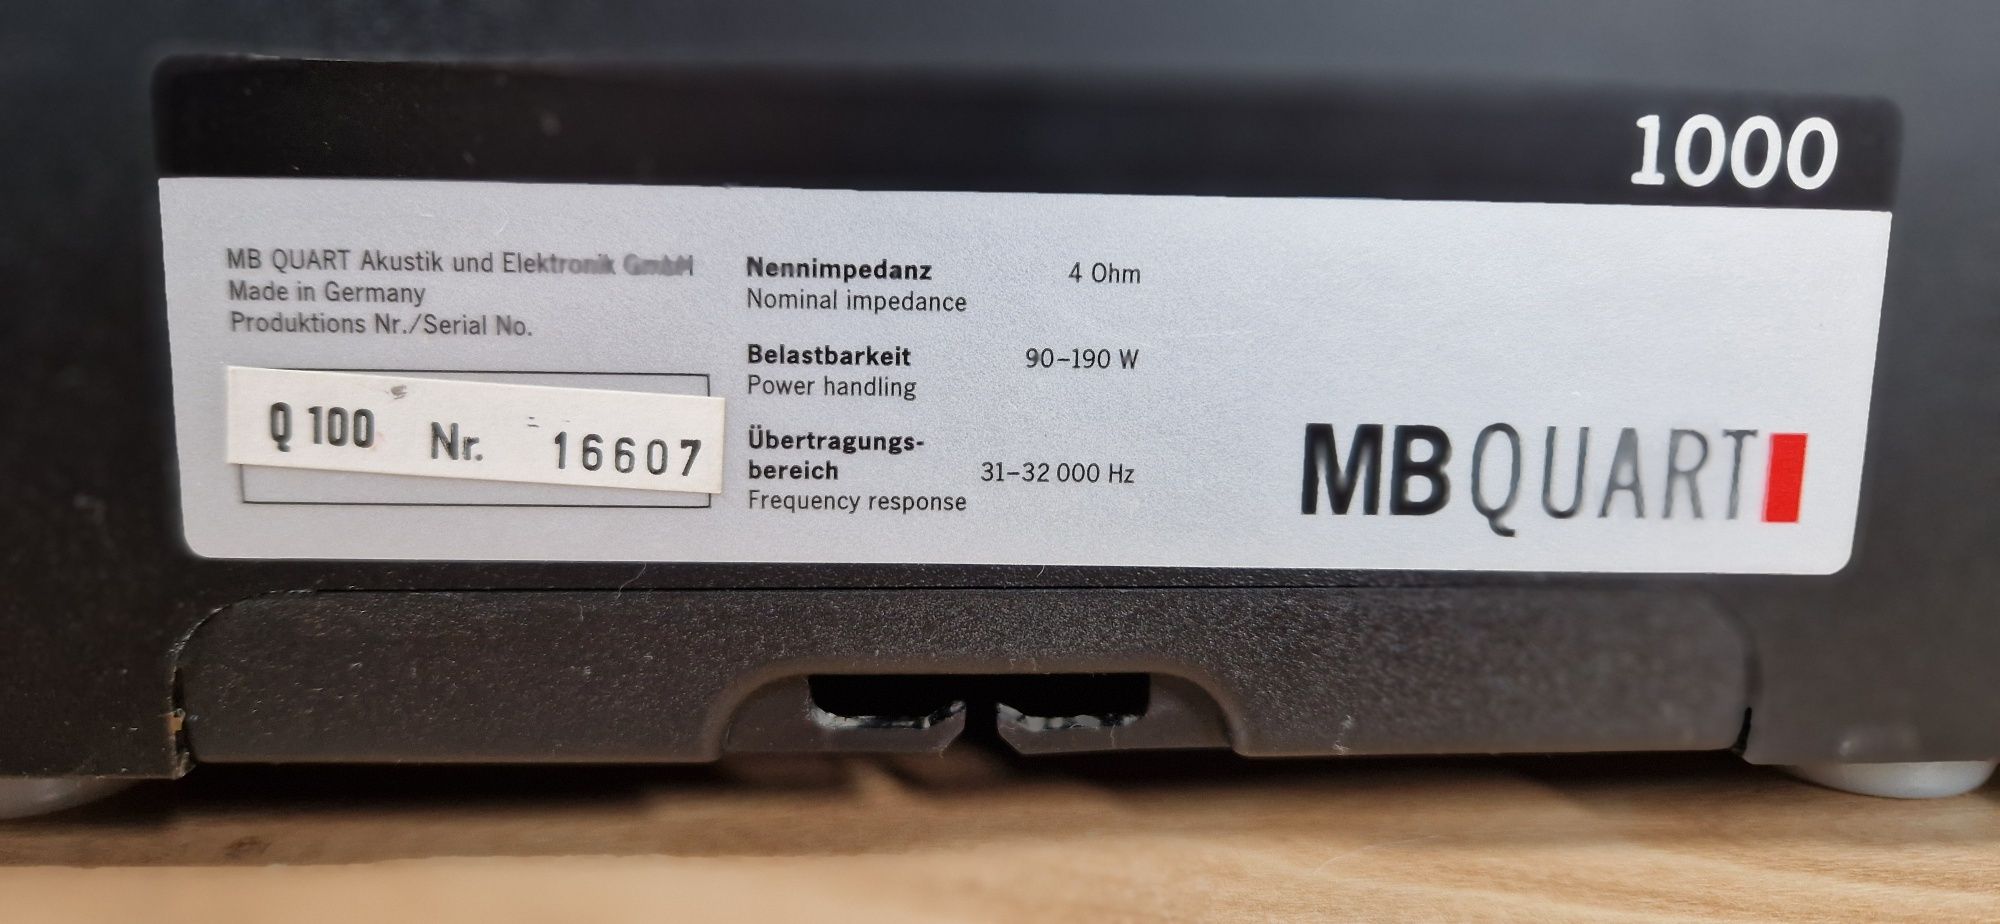 1000
MB QUART Akustik und Elektronik GmbH
Made in Germany
Produktions Nr./Serial No.
Q 100 Nr. 16607
Nennimpedanz 4 Ohm
Nominal impedance
Belastbarkeit 90–190 W
Power handling
Übertragungs-
bereich 31–32 000 Hz
Frequency response
MB QUART